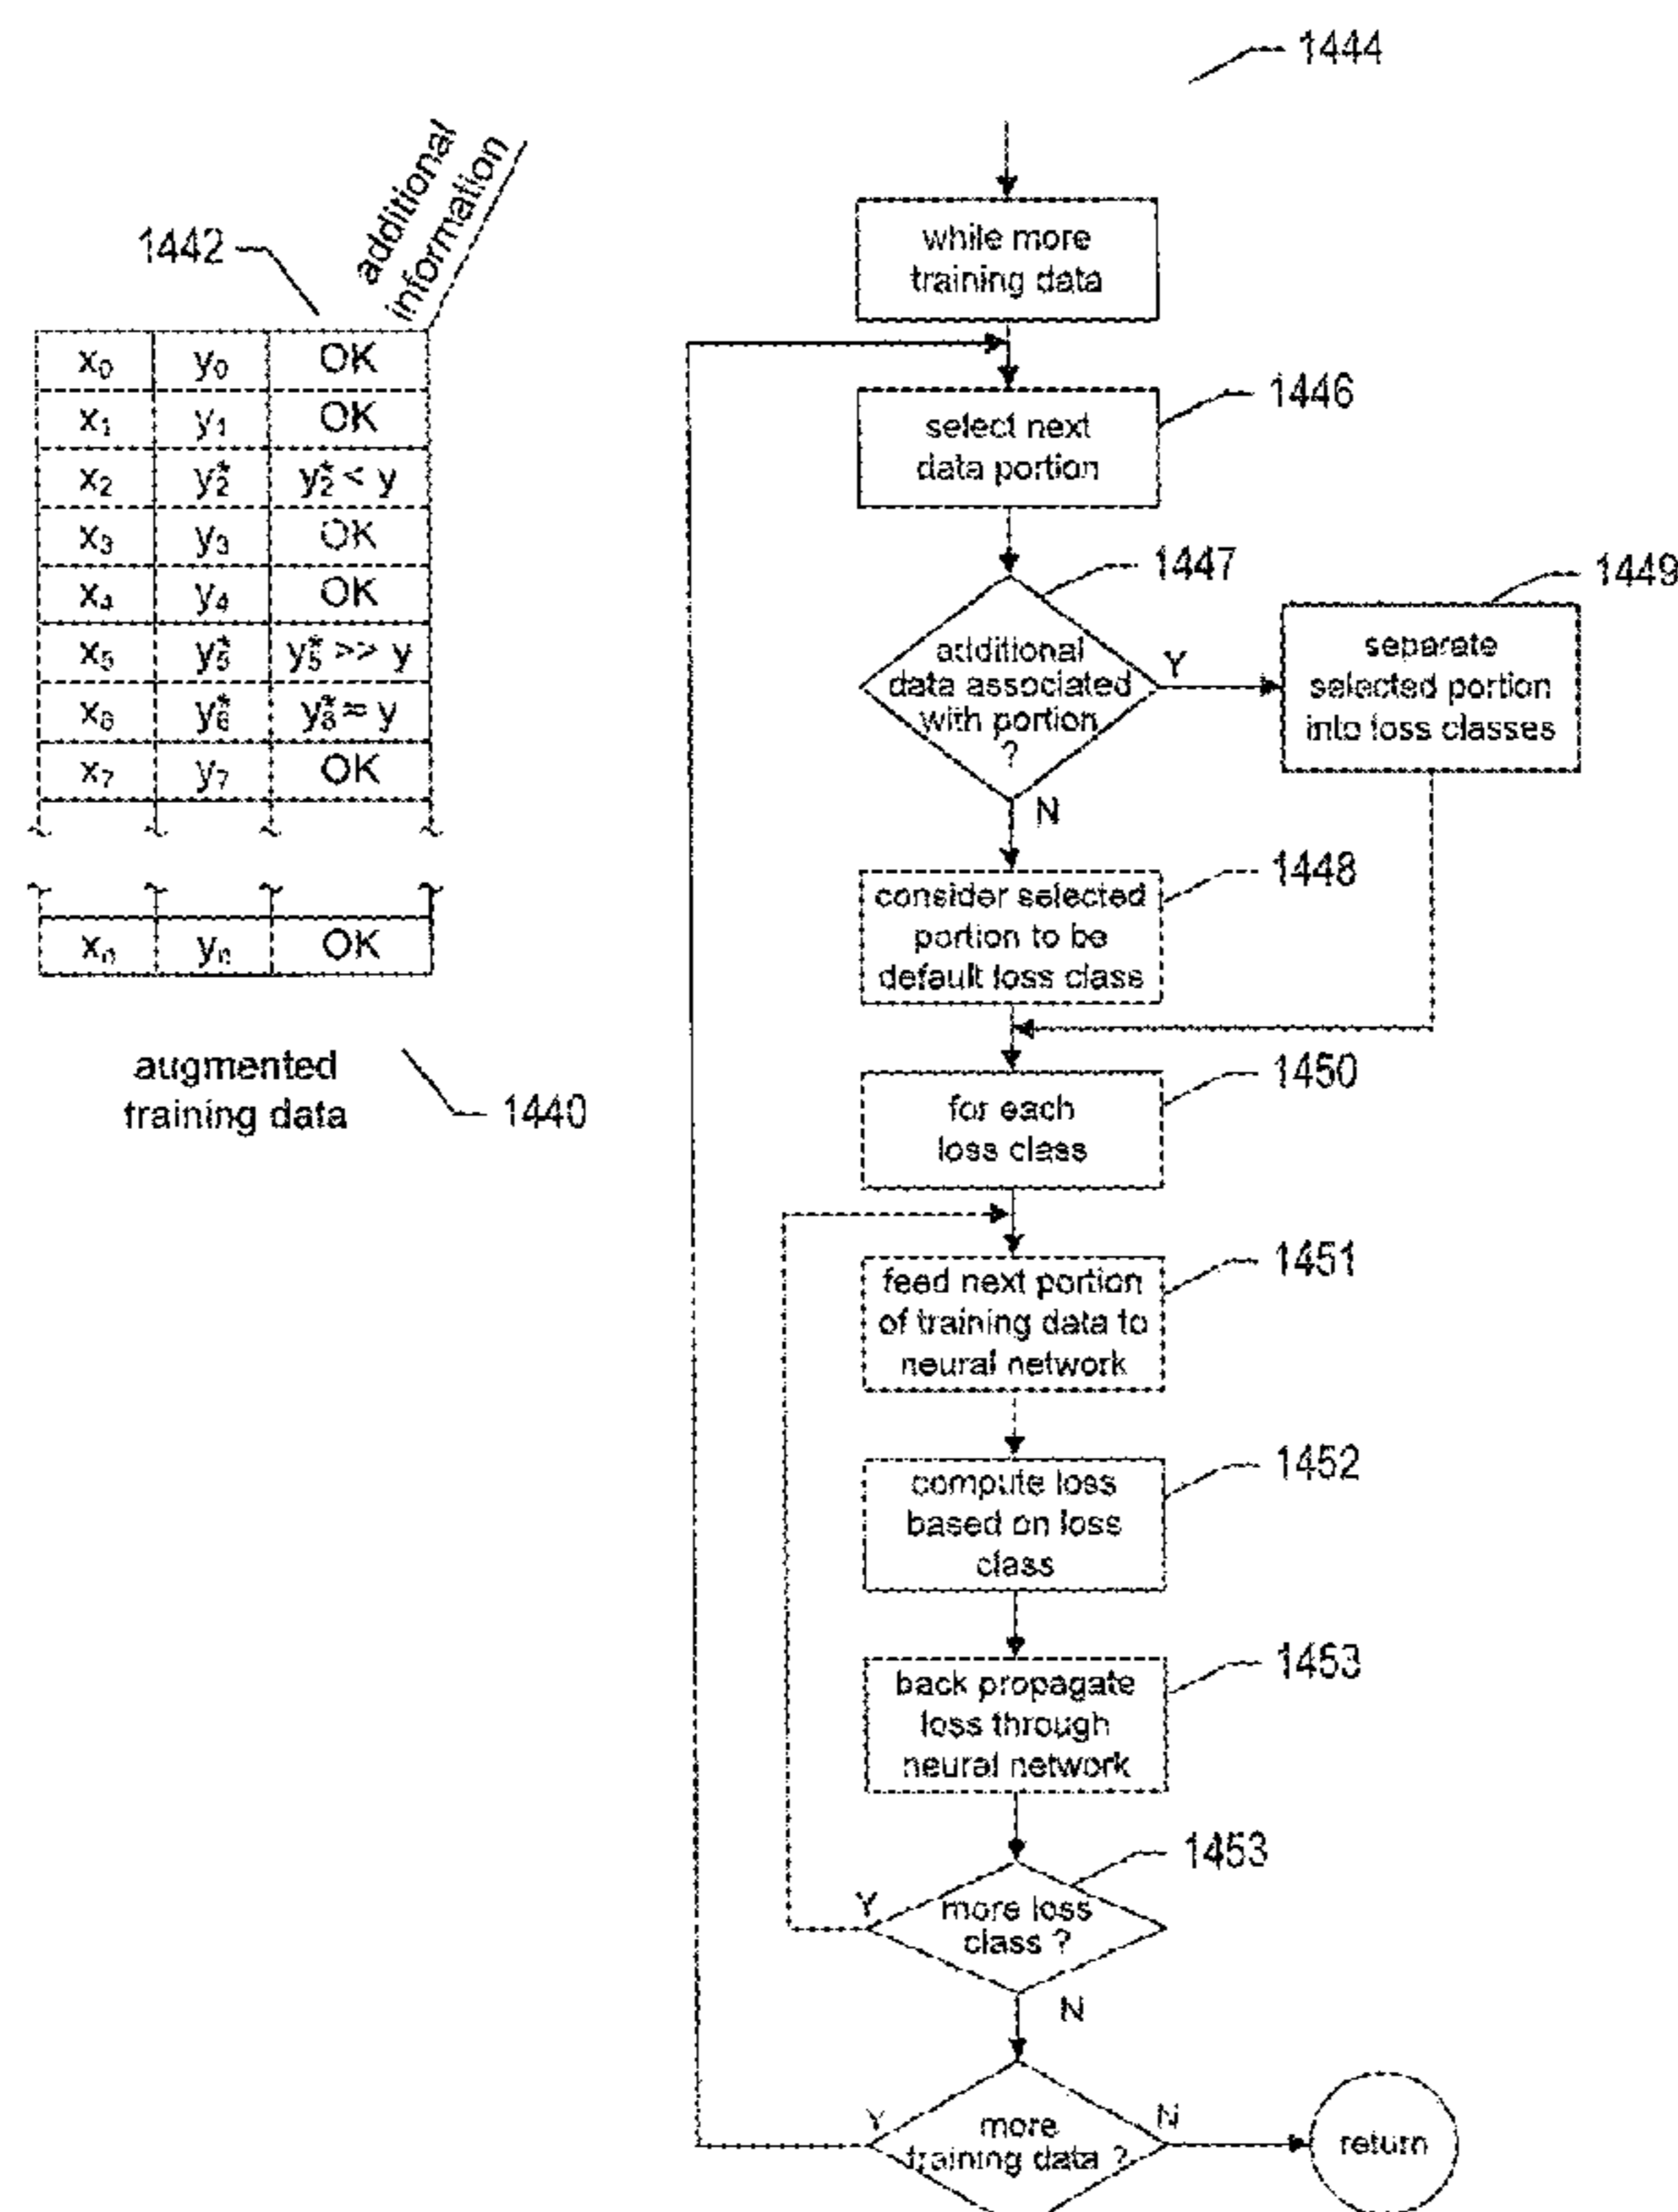 1444
additional
information
1442
x₀ y₀ OK
x₁ y₁ OK
x₂ y₂* y₂* < y
x₃ y₃ OK
x₄ y₄ OK
x₅ y₅* y₅* >> y
x₆ y₆* y₆* ≈ y
x₇ y₇ OK
xₙ yₙ OK
augmented
training data
1440
while more
training data
select next
data portion
1446
additional
data associated
with portion
?
1447
Y
N
separate
selected portion
into loss classes
1449
consider selected
portion to be
default loss class
1448
for each
loss class
1450
feed next portion
of training data to
neural network
1451
compute loss
based on loss
class
1452
back propagate
loss through
neural network
1453
more loss
class ?
1453
Y
N
more
training data ?
Y
N
return